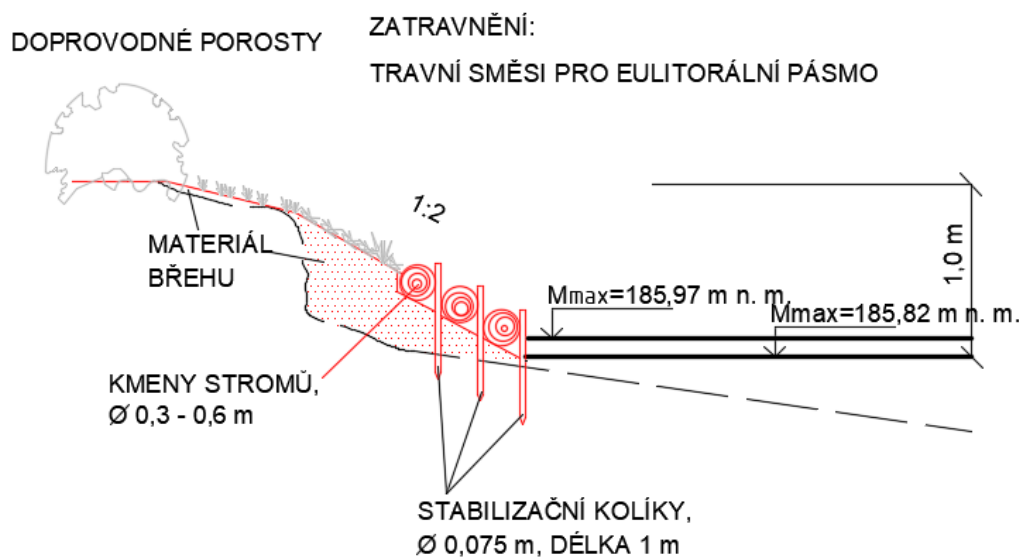 DOPROVODNÉ POROSTY
ZATRAVNĚNÍ:
TRAVNÍ SMĚSI PRO EULITORÁLNÍ PÁSMO
1:2
MATERIÁL
BŘEHU
1,0 m
Mmax=185,97 m n. m.
Mmax=185,82 m n. m.
KMENY STROMŮ,
Ø 0,3 - 0,6 m
STABILIZAČNÍ KOLÍKY,
Ø 0,075 m, DÉLKA 1 m